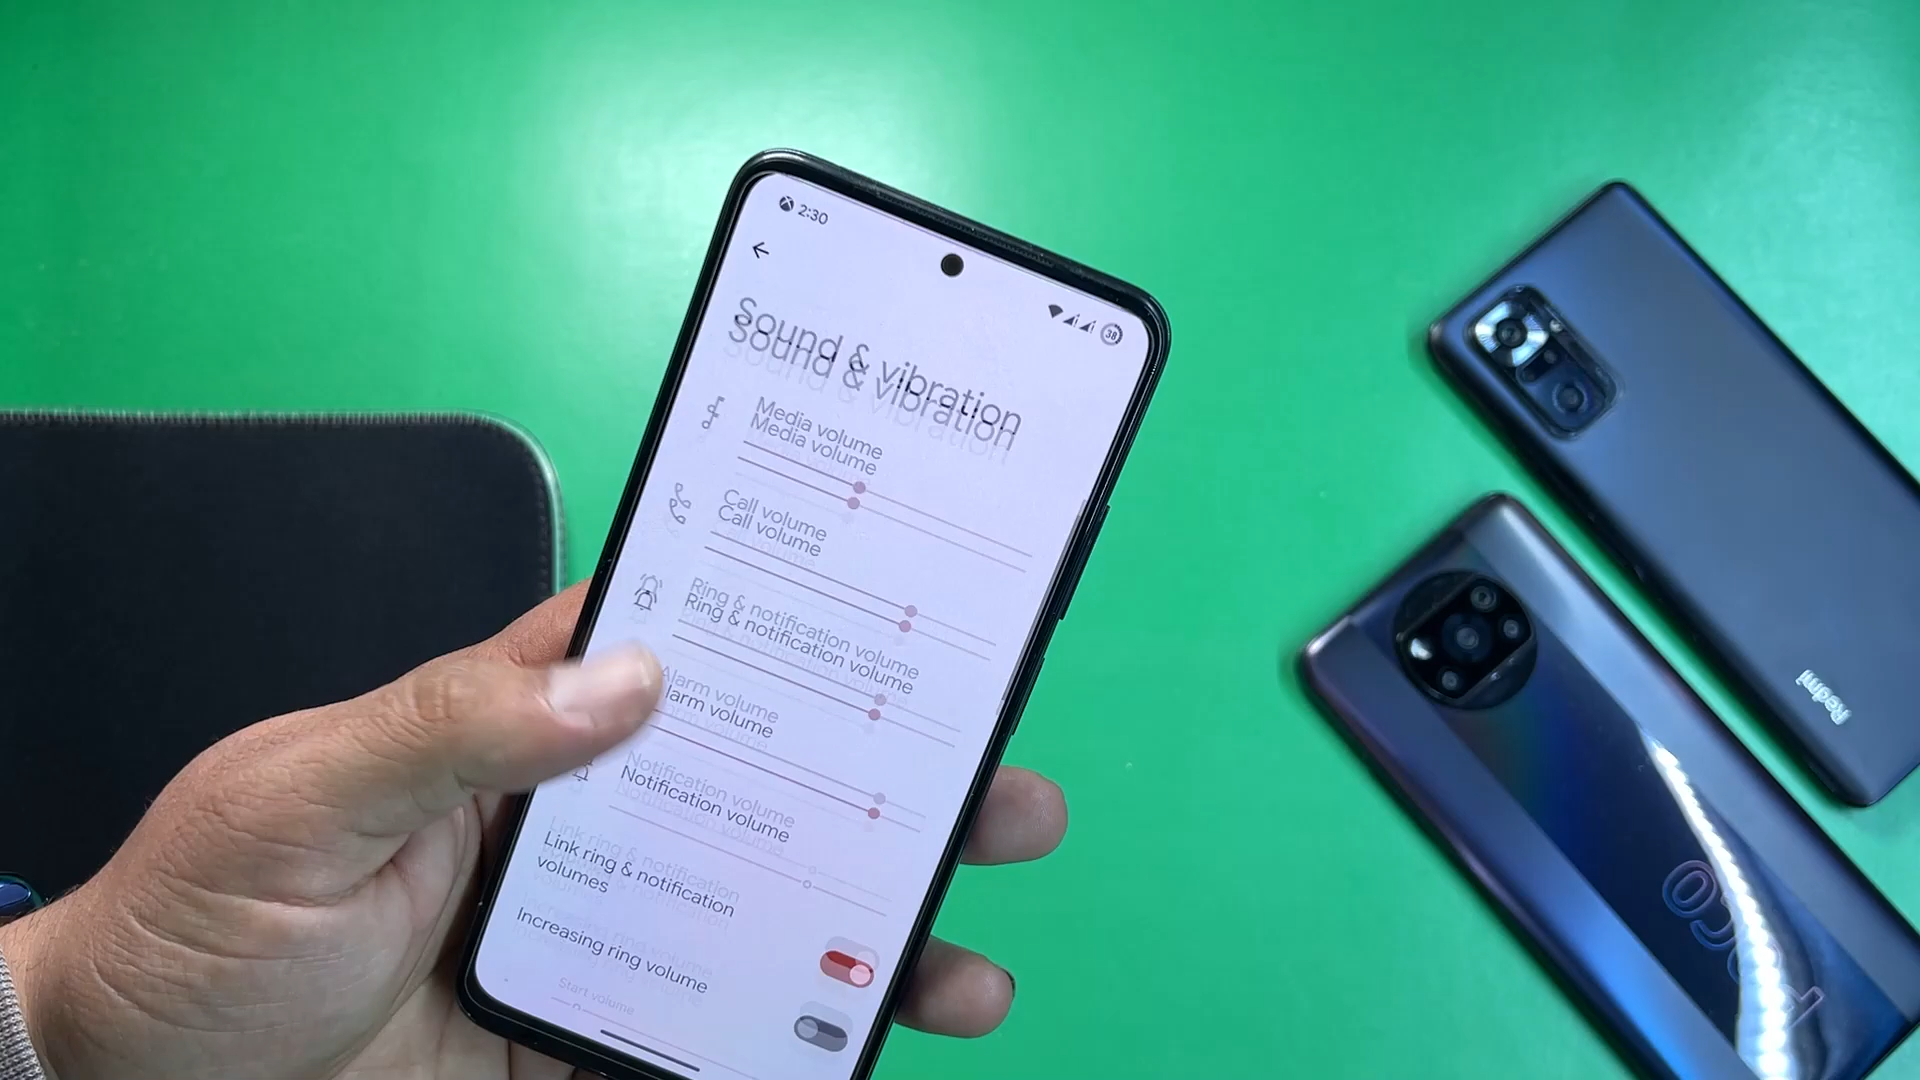 2:30
38
Sound & vibration
Media volume
Call volume
Ring & notification volume
Alarm volume
Notification volume
Link ring & notification
volumes
Increasing ring volume
Start volume
Redmi
POCO